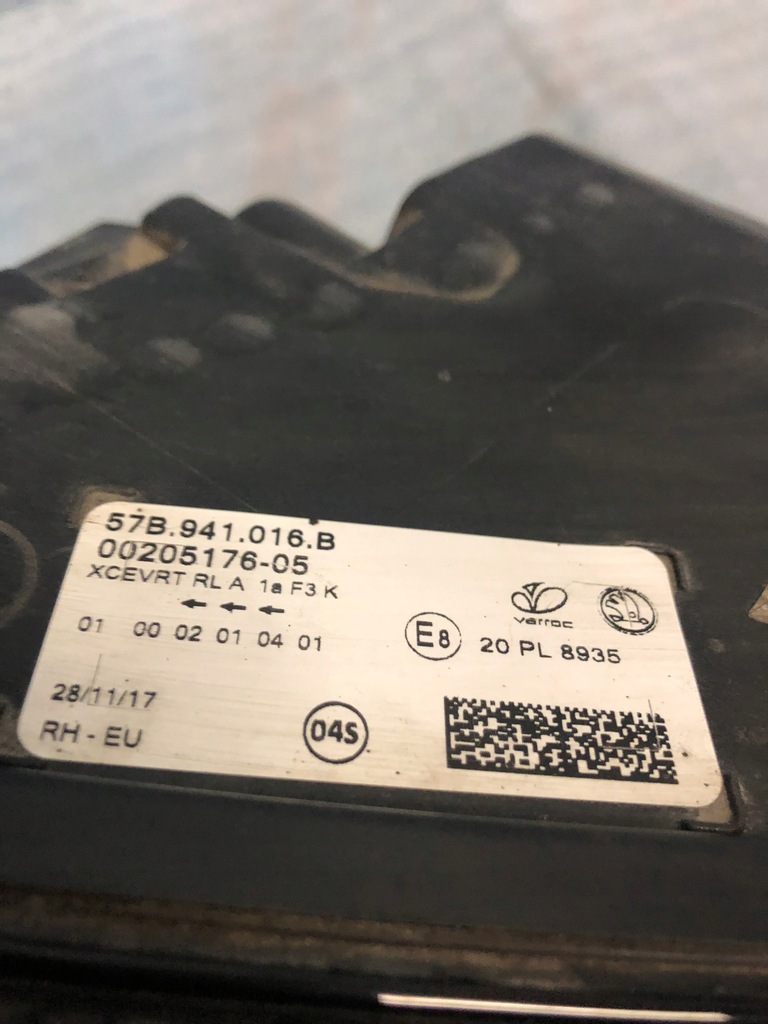 57B.941.016.B
00205176-05
XCEVRT RL A 1a F3 K
← ← ←
01 00 02 01 04 01
E8 20 PL 8935
varroc
28/11/17
RH - EU
04S